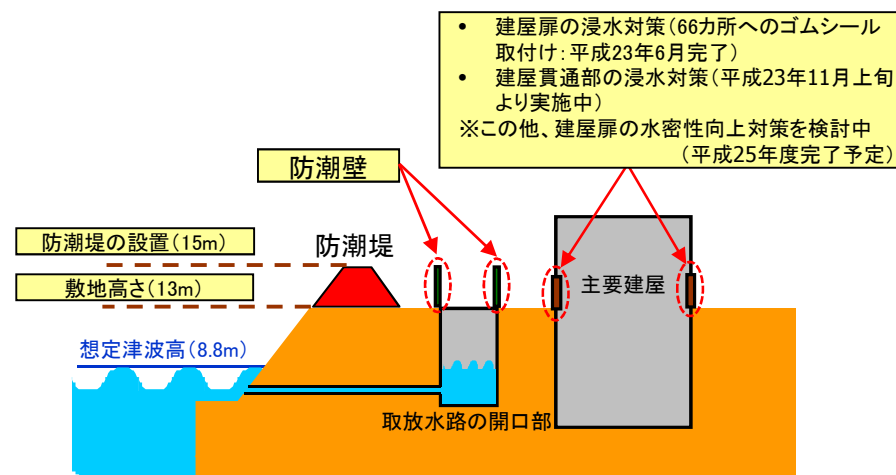 • 建屋扉の浸水対策（66カ所へのゴムシール
取付け：平成23年6月完了）
• 建屋貫通部の浸水対策（平成23年11月上旬
より実施中）
※この他、建屋扉の水密性向上対策を検討中
（平成25年度完了予定）
防潮壁
防潮堤の設置（15m）
防潮堤
敷地高さ（13m）
主要建屋
想定津波高（8.8m）
取放水路の開口部